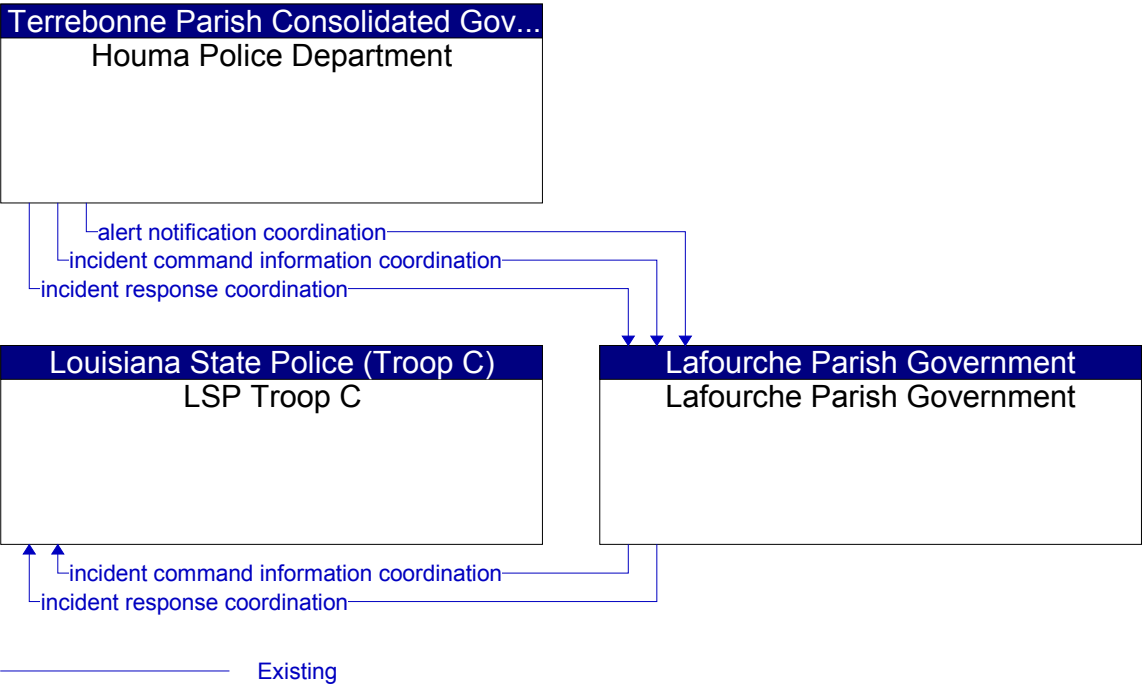 Terrebonne Parish Consolidated Gov...
Houma Police Department
alert notification coordination
incident command information coordination
incident response coordination
Louisiana State Police (Troop C)
LSP Troop C
Lafourche Parish Government
Lafourche Parish Government
incident command information coordination
incident response coordination
Existing